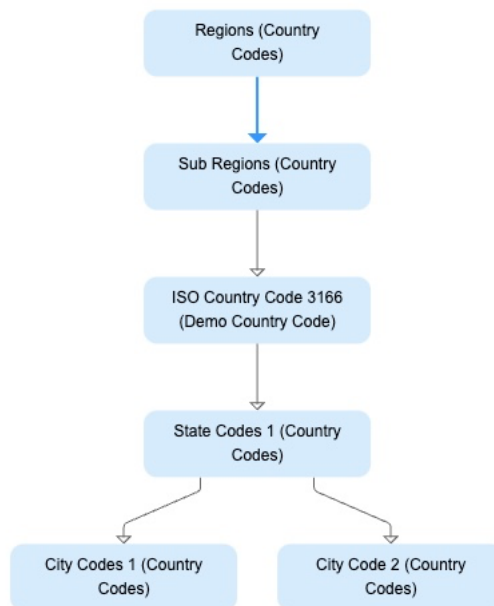 Regions (Country
Codes)
Sub Regions (Country
Codes)
ISO Country Code 3166
(Demo Country Code)
State Codes 1 (Country
Codes)
City Codes 1 (Country
Codes)
City Code 2 (Country
Codes)